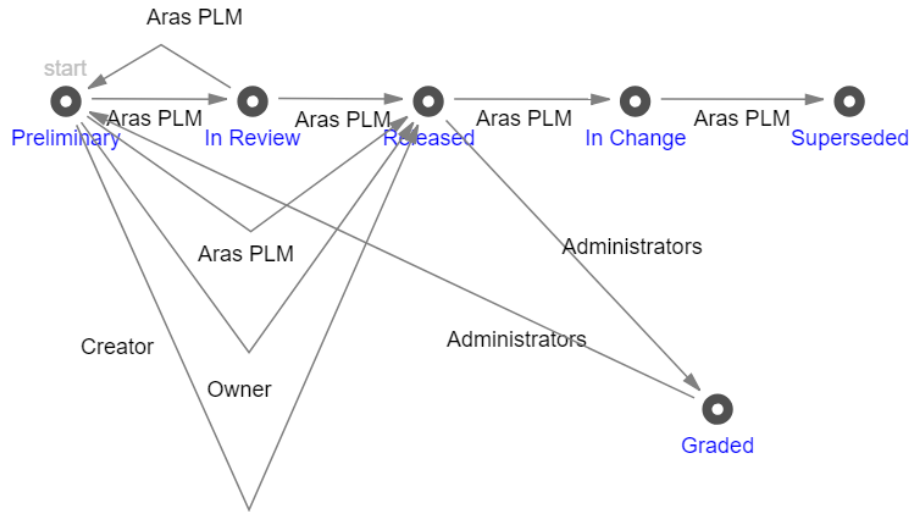 Aras PLM
start
Aras PLM
Aras PLM
Aras PLM
Aras PLM
Preliminary
In Review
Released
In Change
Superseded
Aras PLM
Administrators
Creator
Administrators
Owner
Graded